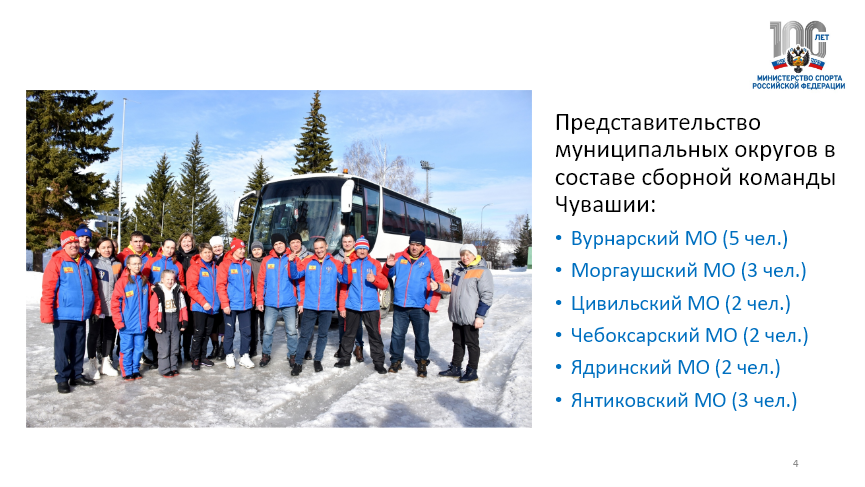 100 ЛЕТ
МИНИСТЕРСТВО СПОРТА
РОССИЙСКОЙ ФЕДЕРАЦИИ
Представительство
муниципальных округов в
составе сборной команды
Чувашии:
• Вурнарский МО (5 чел.)
• Моргаушский МО (3 чел.)
• Цивильский МО (2 чел.)
• Чебоксарский МО (2 чел.)
• Ядринский МО (2 чел.)
• Янтиковский МО (3 чел.)
4